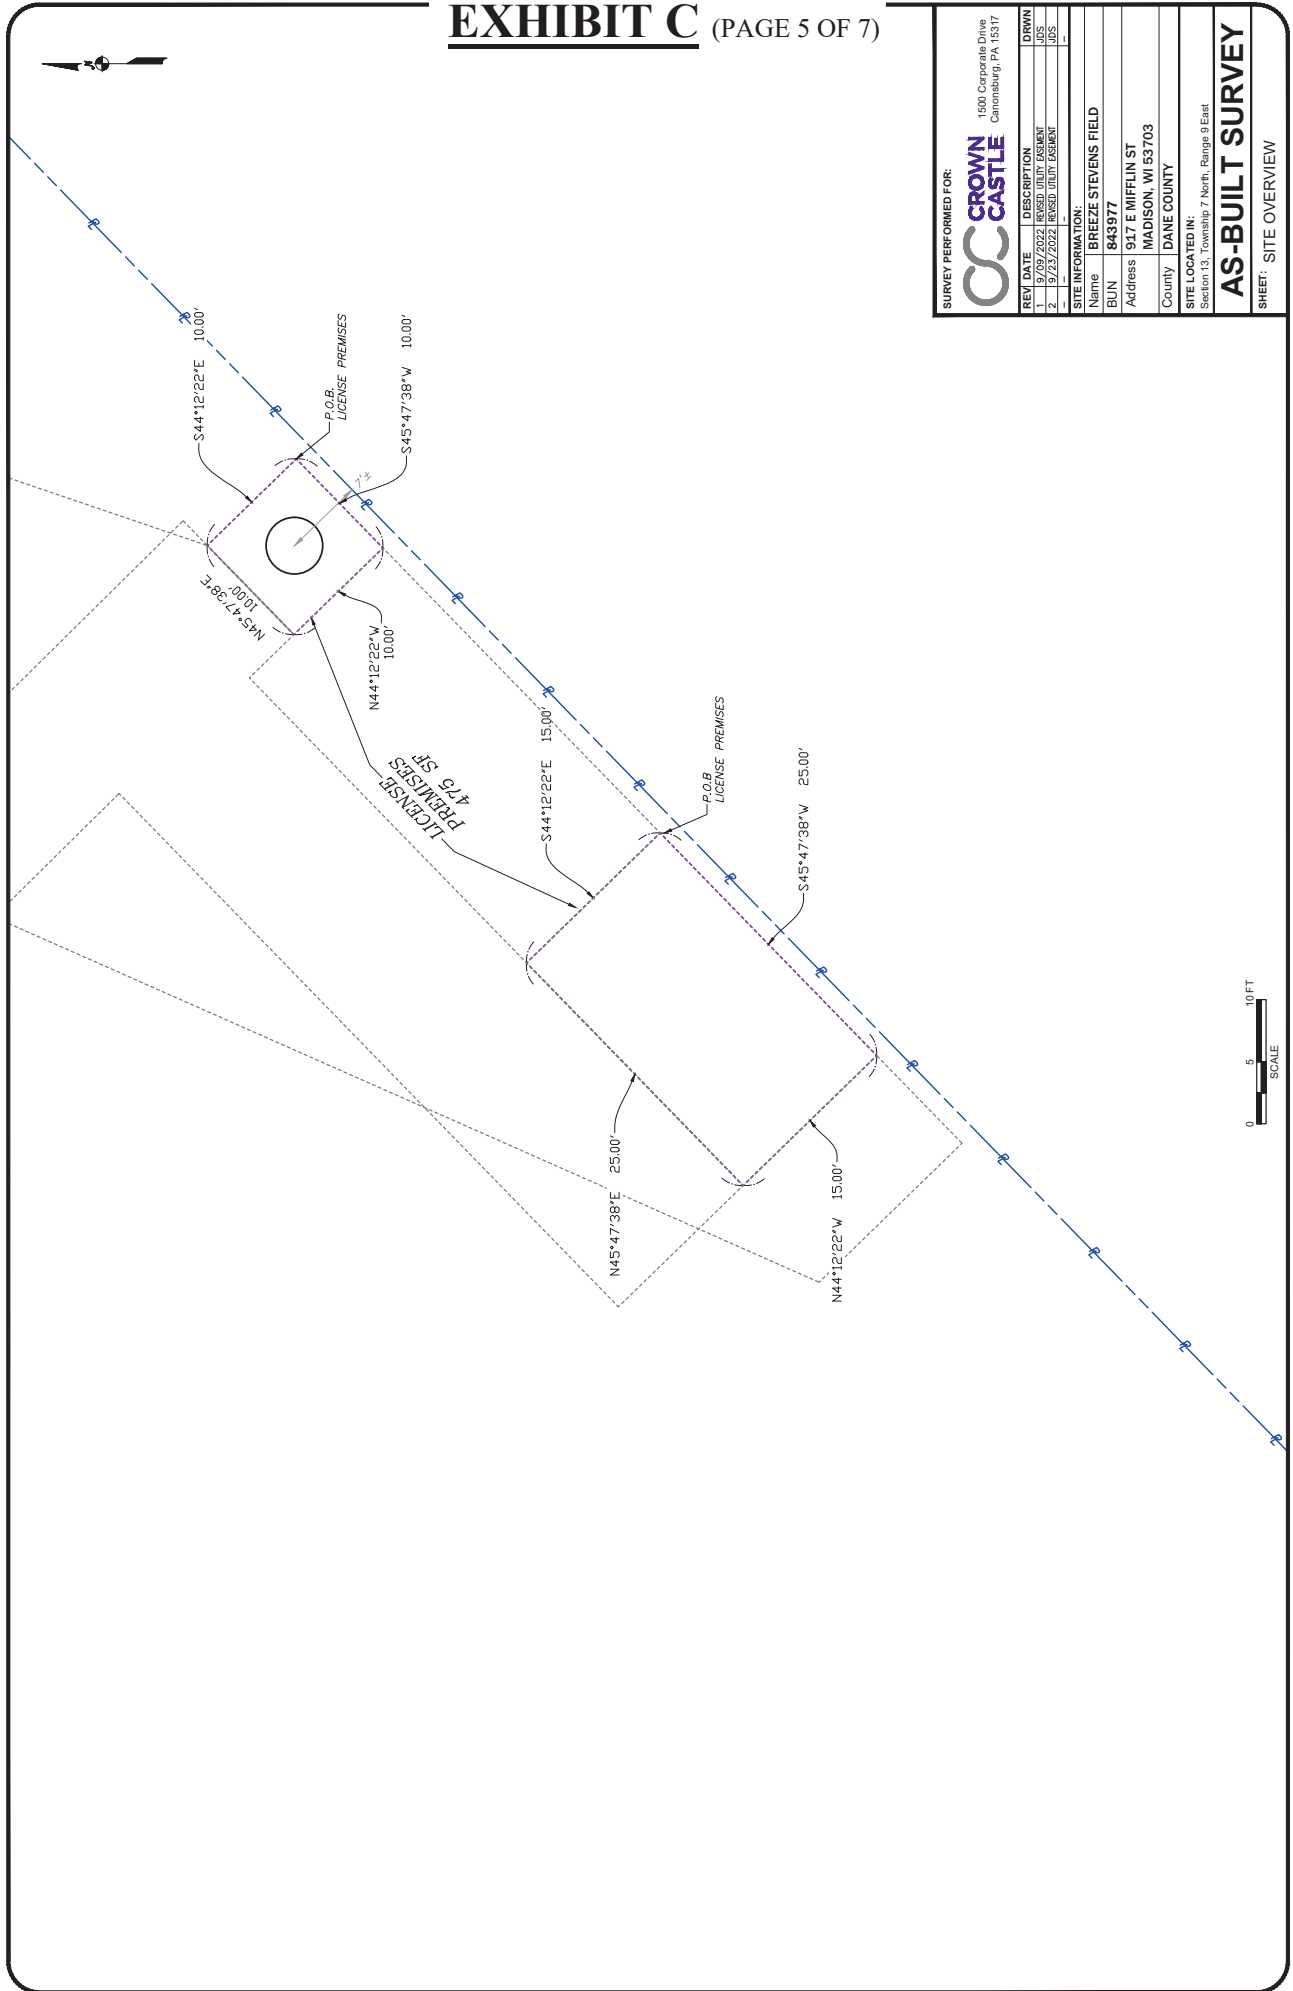 EXHIBIT C (PAGE 5 OF 7)
SURVEY PERFORMED FOR:
CROWN CASTLE
1500 Corporate Drive
Canonsburg, PA 15317
REV DATE DESCRIPTION DRWN
1 9/09/2022 REVISED UTILITY EASEMENT JDS
2 9/23/2022 REVISED UTILITY EASEMENT JDS
– – – –
SITE INFORMATION:
Name BREEZE STEVENS FIELD
BUN 843977
Address 917 E MIFFLIN ST
MADISON, WI 53703
County DANE COUNTY
SITE LOCATED IN:
Section 13, Township 7 North, Range 9 East
AS-BUILT SURVEY
SHEET: SITE OVERVIEW
S44°12'22"E 10.00'
P.O.B.
LICENSE PREMISES
S45°47'38"W 10.00'
7'±
N45°47'38"E
10.00'
N44°12'22"W
10.00'
LICENSE
PREMISES
475 SF
S44°12'22"E 15.00'
P.O.B
LICENSE PREMISES
S45°47'38"W 25.00'
N45°47'38"E 25.00'
N44°12'22"W 15.00'
0 5 10 FT
SCALE